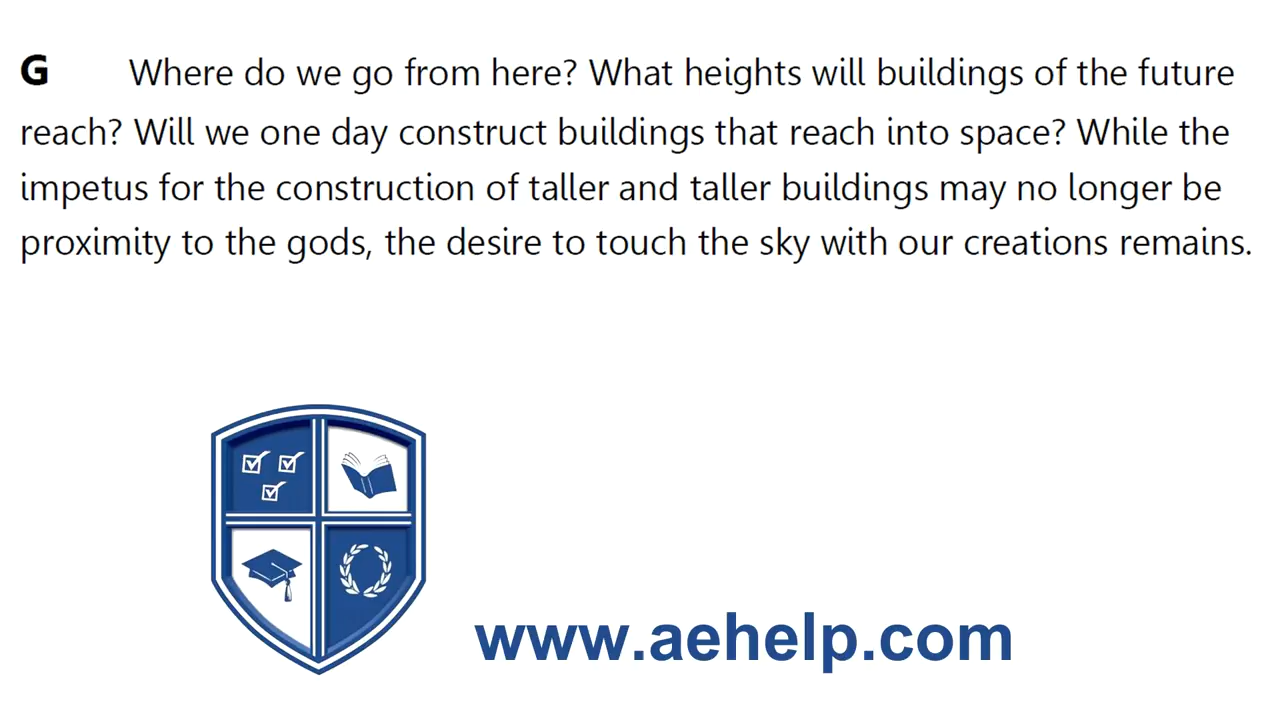 G Where do we go from here? What heights will buildings of the future
reach? Will we one day construct buildings that reach into space? While the
impetus for the construction of taller and taller buildings may no longer be
proximity to the gods, the desire to touch the sky with our creations remains.
www.aehelp.com